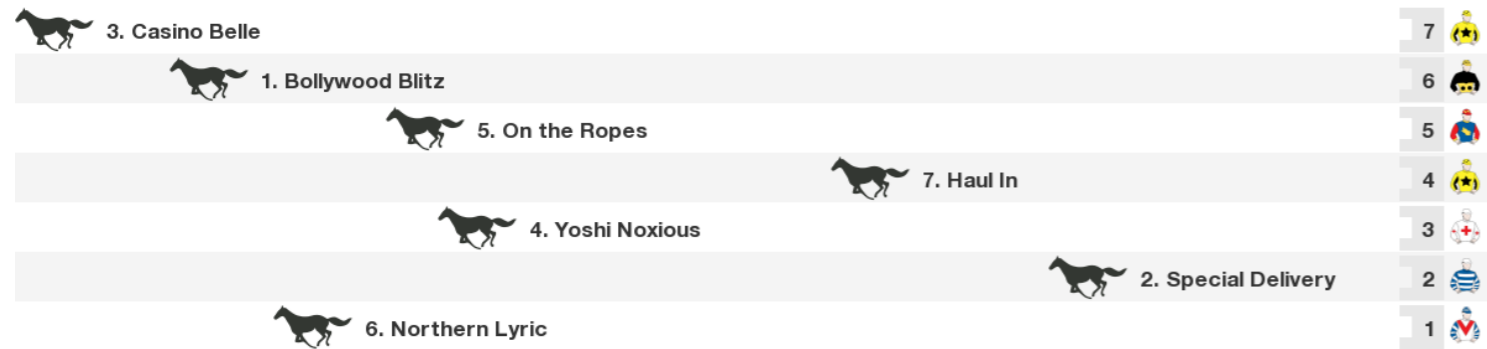 3. Casino Belle 7
1. Bollywood Blitz 6
5. On the Ropes 5
7. Haul In 4
4. Yoshi Noxious 3
2. Special Delivery 2
6. Northern Lyric 1